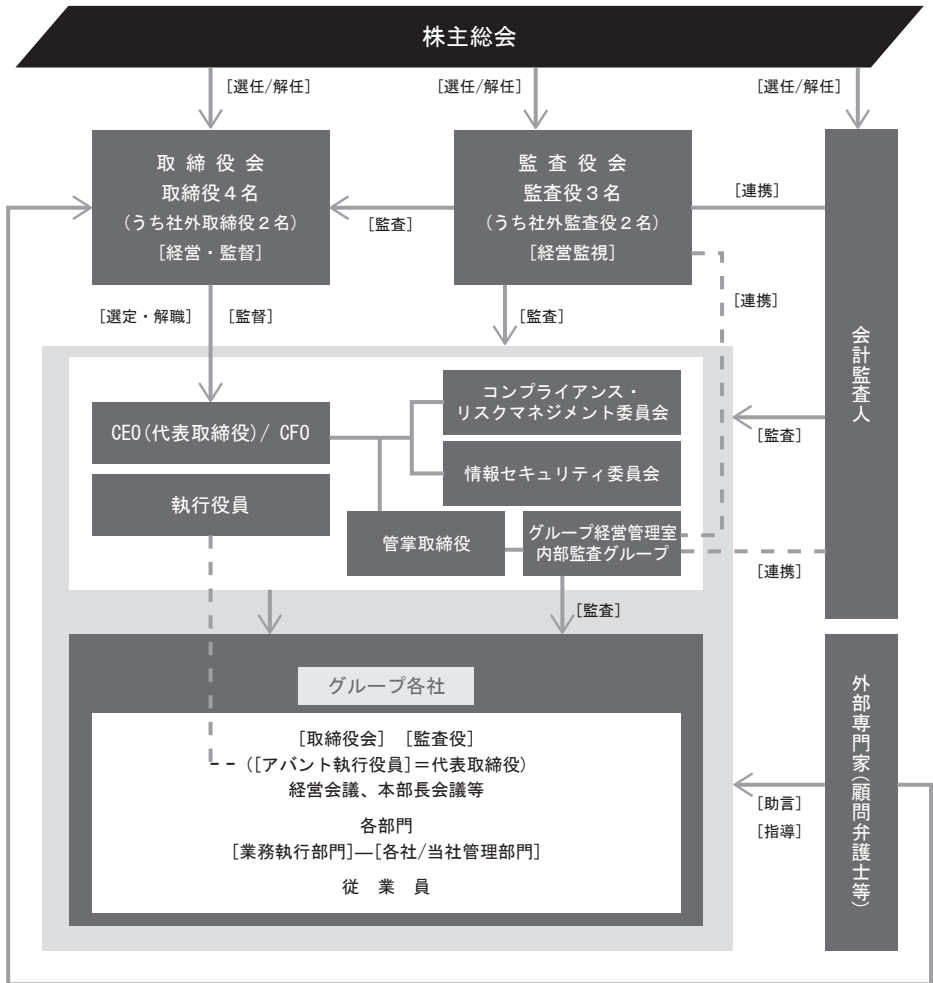 株主総会
[選任/解任]
[選任/解任]
[選任/解任]
取締役会
取締役4名
(うち社外取締役2名)
[経営・監督]
[監査]
監査役会
監査役3名
(うち社外監査役2名)
[経営監視]
[連携]
[連携]
会計監査人
[選定・解職]
[監督]
[監査]
CEO(代表取締役)/ CFO
執行役員
コンプライアンス・
リスクマネジメント委員会
情報セキュリティ委員会
管掌取締役
グループ経営管理室
内部監査グループ
[監査]
[連携]
[監査]
グループ各社
[取締役会] [監査役]
([アバント執行役員]＝代表取締役)
経営会議、本部長会議等
各部門
[業務執行部門]―[各社/当社管理部門]
従業員
[助言]
[指導]
外部専門家(顧問弁護士等)